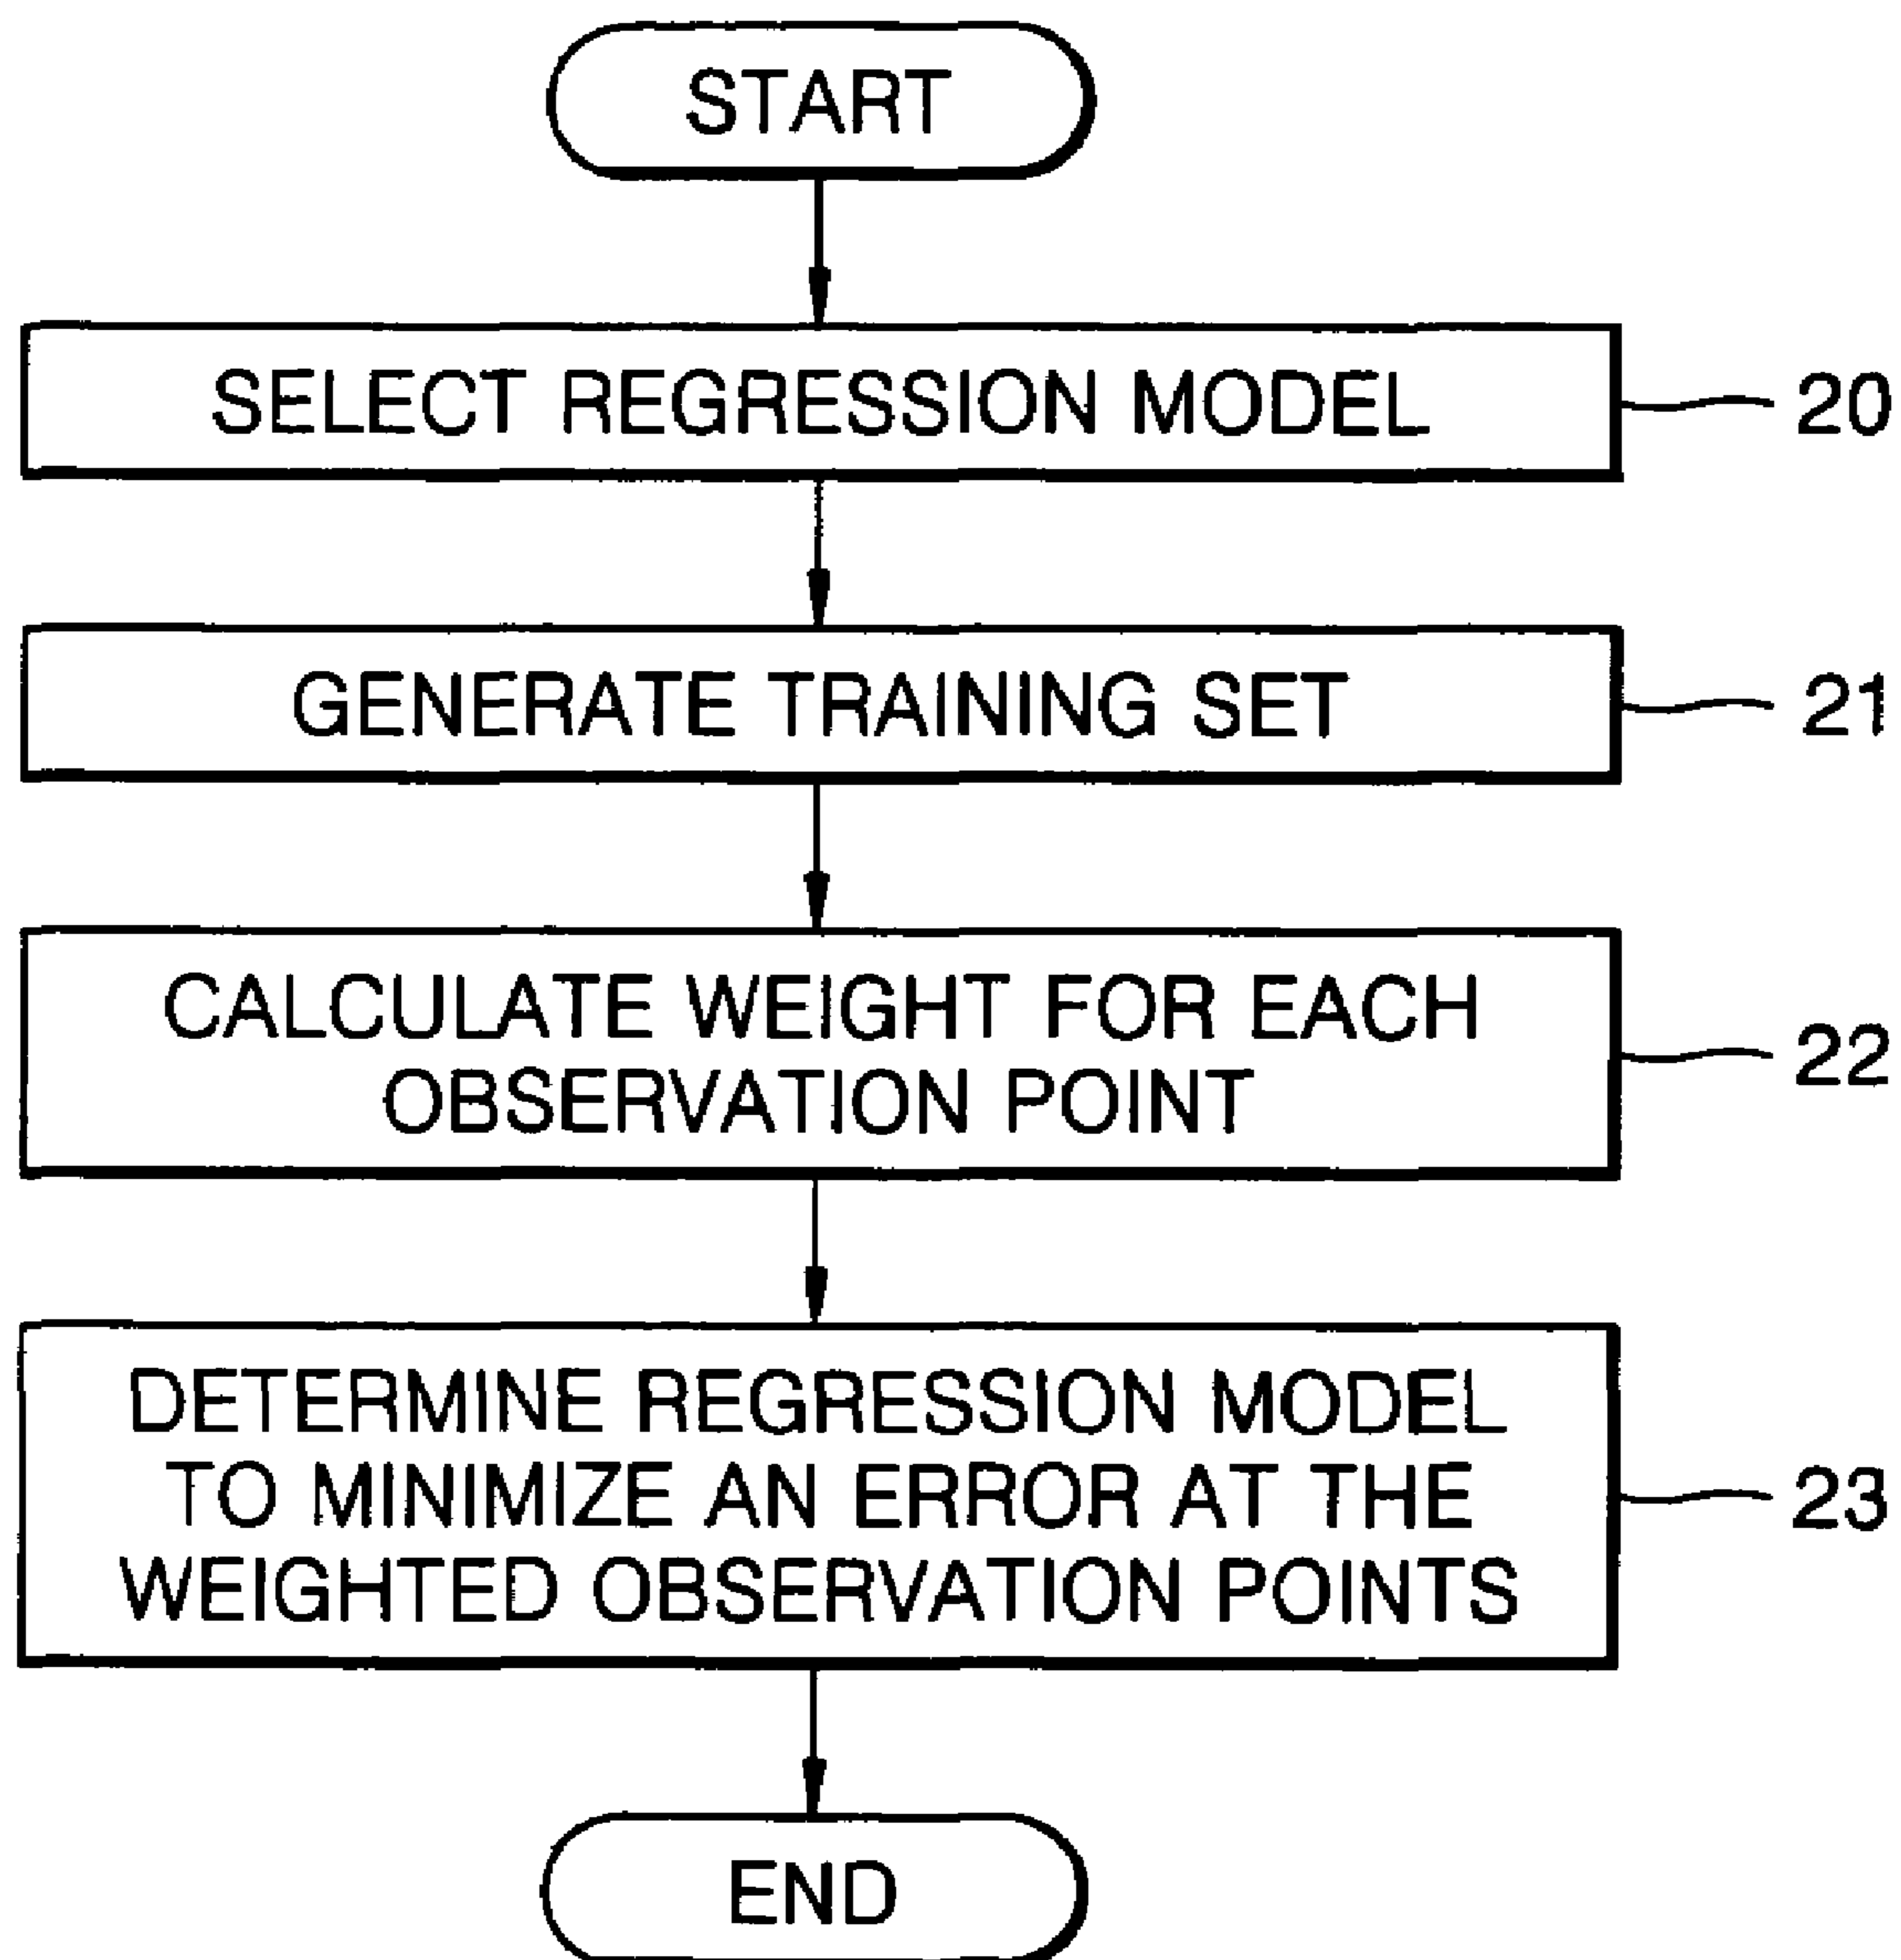 START
SELECT REGRESSION MODEL
20
GENERATE TRAINING SET
21
CALCULATE WEIGHT FOR EACH
OBSERVATION POINT
22
DETERMINE REGRESSION MODEL
TO MINIMIZE AN ERROR AT THE
WEIGHTED OBSERVATION POINTS
23
END